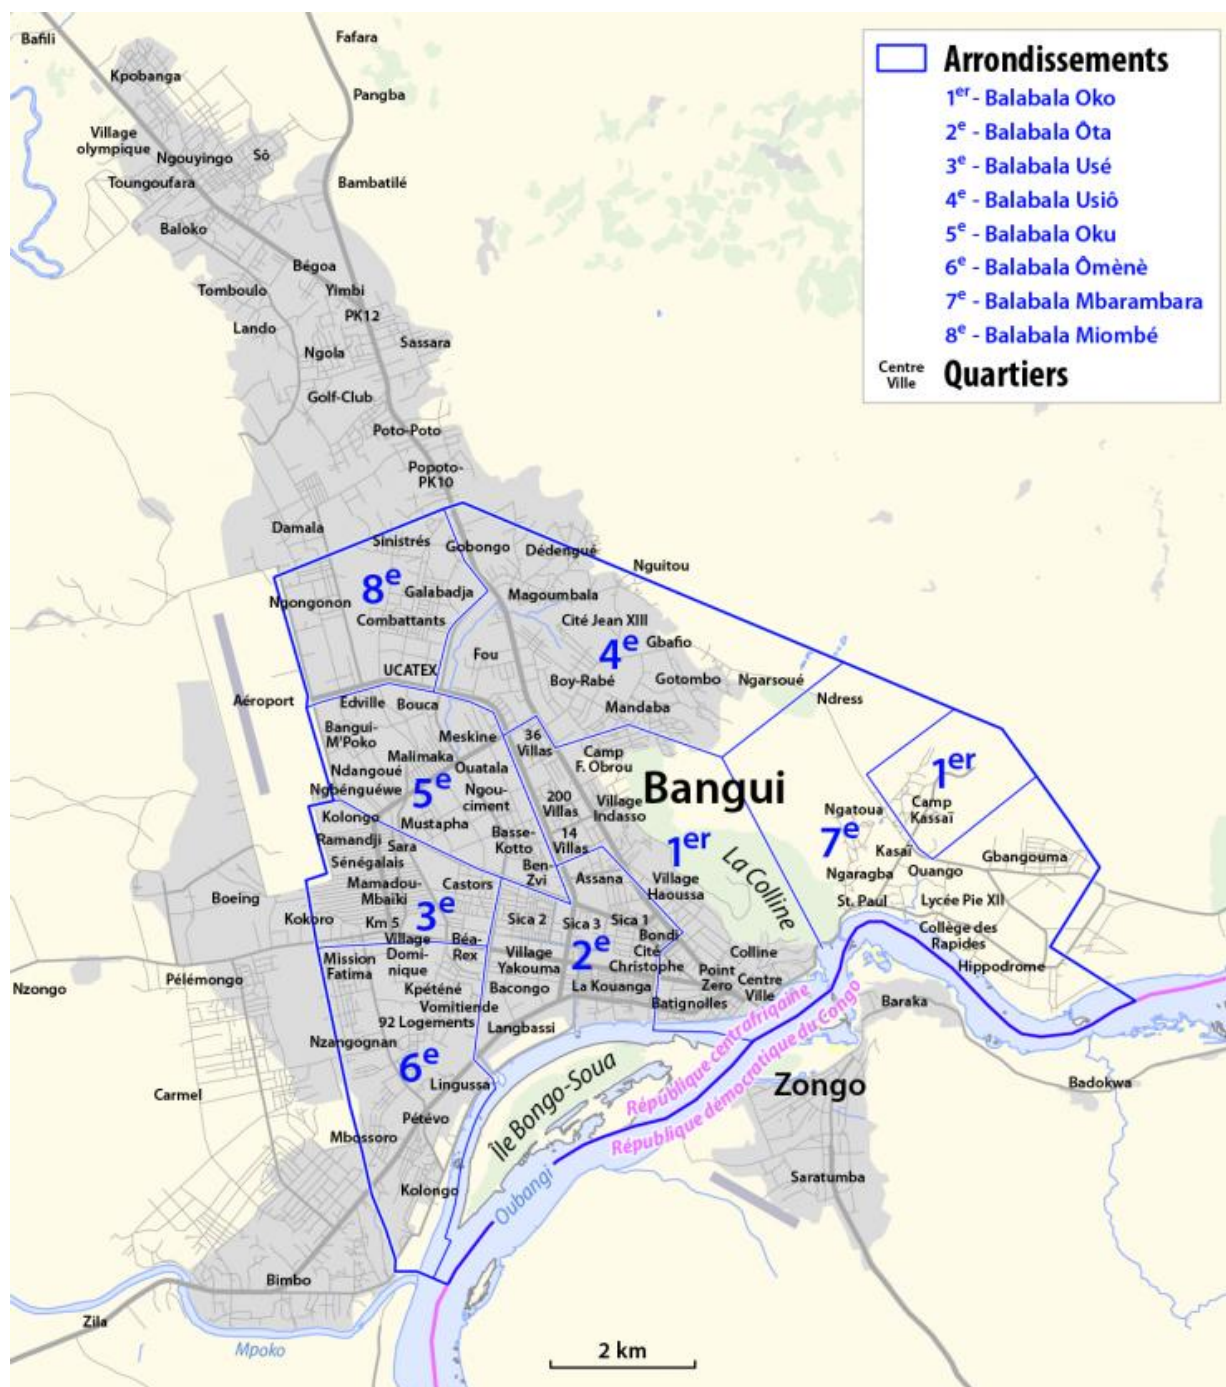 Bafili
Fafara
Kpobanga
Pangba
Village
olympique
Ngouyingo
Sô
Toungoufara
Bambatilé
Baloko
Bégoa
Tomboulo
Yimbi
PK12
Lando
Sassara
Ngola
Golf-Club
Poto-Poto
Popoto-
PK10
Arrondissements
1er - Balabala Oko
2e - Balabala Ôta
3e - Balabala Usé
4e - Balabala Usiô
5e - Balabala Oku
6e - Balabala Ômènè
7e - Balabala Mbarambara
8e - Balabala Miombé
Centre
Ville
Quartiers
Damala
Sinistrés
Gobongo
Dédengué
Nguitou
8e
Galabadja
Magoumbala
Ngongonon
Combattants
Cité Jean XIII
4e
Gbafio
Fou
UCATEX
Boy-Rabé
Gotombo
Ngarsoué
Aéroport
Edville
Bouca
Mandaba
Ndress
Bangui-
M'Poko
Meskine
36
Villas
Camp
F. Obrou
Malimaka
Ndangoué
Ouatala
Ngbénguéwe
5e
Ngou-
ciment
200
Villas
Village
Indasso
Bangui
1er
Camp
Kassaï
Ngatoua
7e
Kolongo
Mustapha
Ramandji
Sara
Basse-
Kotto
14
Villas
1er
La Colline
Kasaï
Gbangouma
Sénégalais
Ben-
Zvi
Assana
Village
Haoussa
Ngaragba
Ouango
Mamadou-
Mbaiki
Castors
Boeing
St. Paul
Lycée Pie XII
Kokoro
Km 5
3e
Sica 2
Sica 3
Sica 1
Bondi
Collège des
Rapides
Village
Béa-
Rex
2e
Cité
Christophe
Colline
Mission
Fatima
Domi-
nique
Village
Yakouma
Hippodrome
Pélémongo
Nzongo
Kpéténé
Bacongo
La Kouanga
Point
Zero
Centre
Ville
Vomitiende
Batignolles
Baraka
92 Logements
Langbassi
Nzangognan
6e
Lingussa
Île Bongo-Soua
République centrafriqaine
République démocratique du Congo
Zongo
Badokwa
Carmel
Pétévo
Mbossoro
Kolongo
Oubangi
Saratumba
Bimbo
Zila
Mpoko
2 km